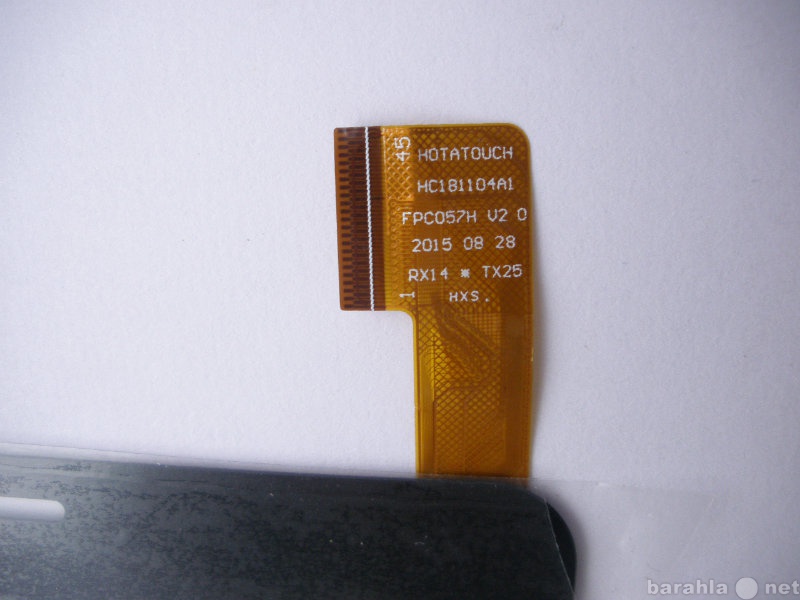 45
HOTATOUCH
HC181104A1
FPC057H V2 0
2015 08 28
RX14 * TX25
1
HXS.
barahla net